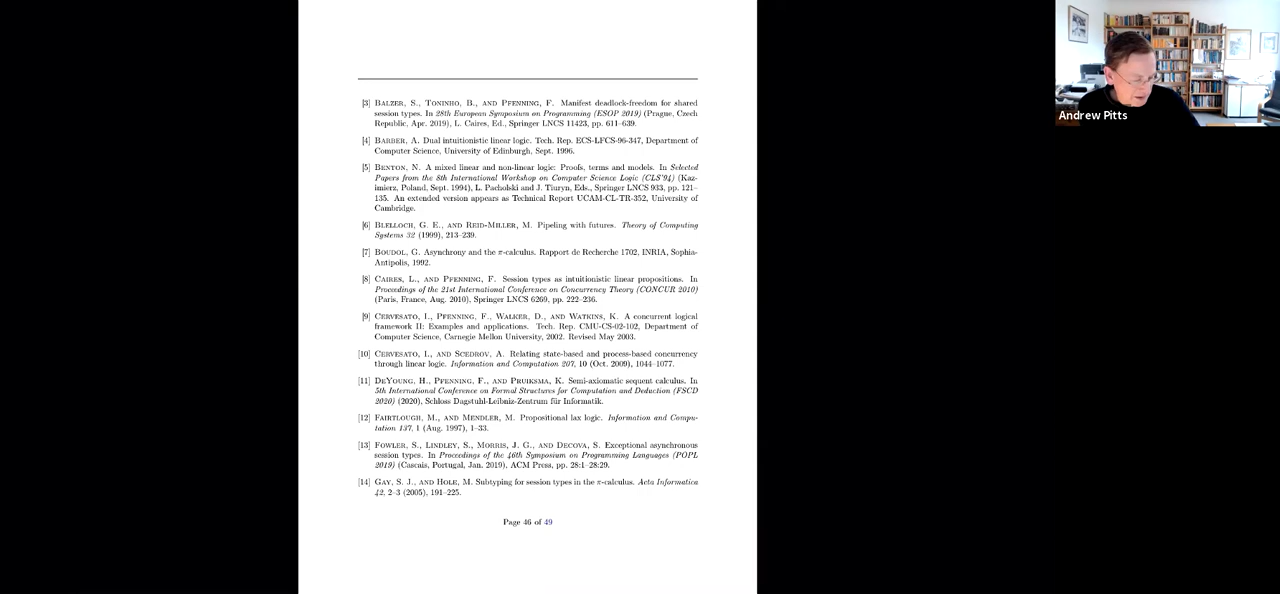 [3] BALZER, S., TONINHO, B., AND PFENNING, F. Manifest deadlock-freedom for shared
session types. In 28th European Symposium on Programming (ESOP 2019) (Prague, Czech
Republic, Apr. 2019), L. Caires, Ed., Springer LNCS 11423, pp. 611–639.
[4] BARBER, A. Dual intuitionistic linear logic. Tech. Rep. ECS-LFCS-96-347, Department of
Computer Science, University of Edinburgh, Sept. 1996.
[5] BENTON, N. A mixed linear and non-linear logic: Proofs, terms and models. In Selected
Papers from the 8th International Workshop on Computer Science Logic (CLS'94) (Kaz-
imierz, Poland, Sept. 1994), L. Pacholski and J. Tiuryn, Eds., Springer LNCS 933, pp. 121–
135. An extended version appears as Technical Report UCAM-CL-TR-352, University of
Cambridge.
[6] BLELLOCH, G. E., AND REID-MILLER, M. Pipeling with futures. Theory of Computing
Systems 32 (1999), 213–239.
[7] BOUDOL, G. Asynchrony and the π-calculus. Rapport de Recherche 1702, INRIA, Sophia-
Antipolis, 1992.
[8] CAIRES, L., AND PFENNING, F. Session types as intuitionistic linear propositions. In
Proceedings of the 21st International Conference on Concurrency Theory (CONCUR 2010)
(Paris, France, Aug. 2010), Springer LNCS 6269, pp. 222–236.
[9] CERVESATO, I., PFENNING, F., WALKER, D., AND WATKINS, K. A concurrent logical
framework II: Examples and applications. Tech. Rep. CMU-CS-02-102, Department of
Computer Science, Carnegie Mellon University, 2002. Revised May 2003.
[10] CERVESATO, I., AND SCEDROV, A. Relating state-based and process-based concurrency
through linear logic. Information and Computation 207, 10 (Oct. 2009), 1044–1077.
[11] DEYOUNG, H., PFENNING, F., AND PRUIKSMA, K. Semi-axiomatic sequent calculus. In
5th International Conference on Formal Structures for Computation and Deduction (FSCD
2020) (2020), Schloss Dagstuhl-Leibniz-Zentrum für Informatik.
[12] FAIRTLOUGH, M., AND MENDLER, M. Propositional lax logic. Information and Compu-
tation 137, 1 (Aug. 1997), 1–33.
[13] FOWLER, S., LINDLEY, S., MORRIS, J. G., AND DECOVA, S. Exceptional asynchronous
session types. In Proceedings of the 46th Symposium on Programming Languages (POPL
2019) (Cascais, Portugal, Jan. 2019), ACM Press, pp. 28:1–28:29.
[14] GAY, S. J., AND HOLE, M. Subtyping for session types in the π-calculus. Acta Informatica
42, 2–3 (2005), 191–225.
Page 46 of 49
Andrew Pitts